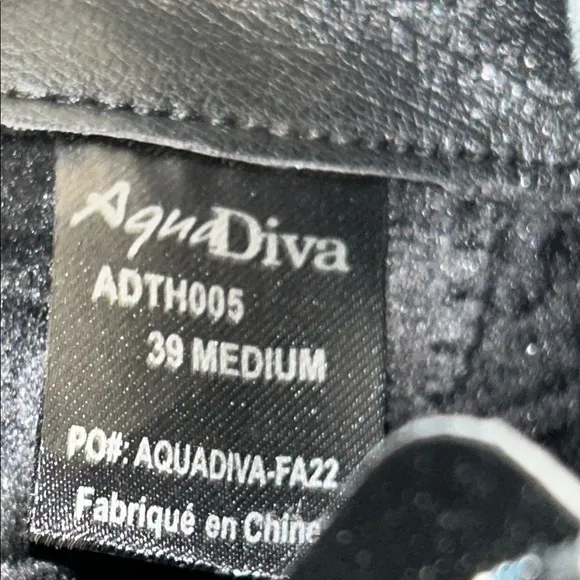 AquaDiva
ADTH005
39 MEDIUM
PO#: AQUADIVA-FA22
Fabriqué en Chine